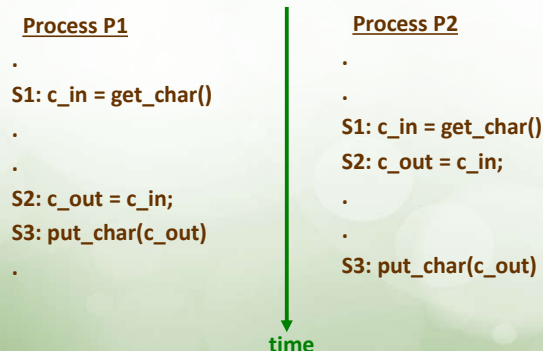 Process P1
.
S1: c_in = get_char()
.
.
S2: c_out = c_in;
S3: put_char(c_out)
.
Process P2
.
.
S1: c_in = get_char()
S2: c_out = c_in;
.
.
S3: put_char(c_out)
time